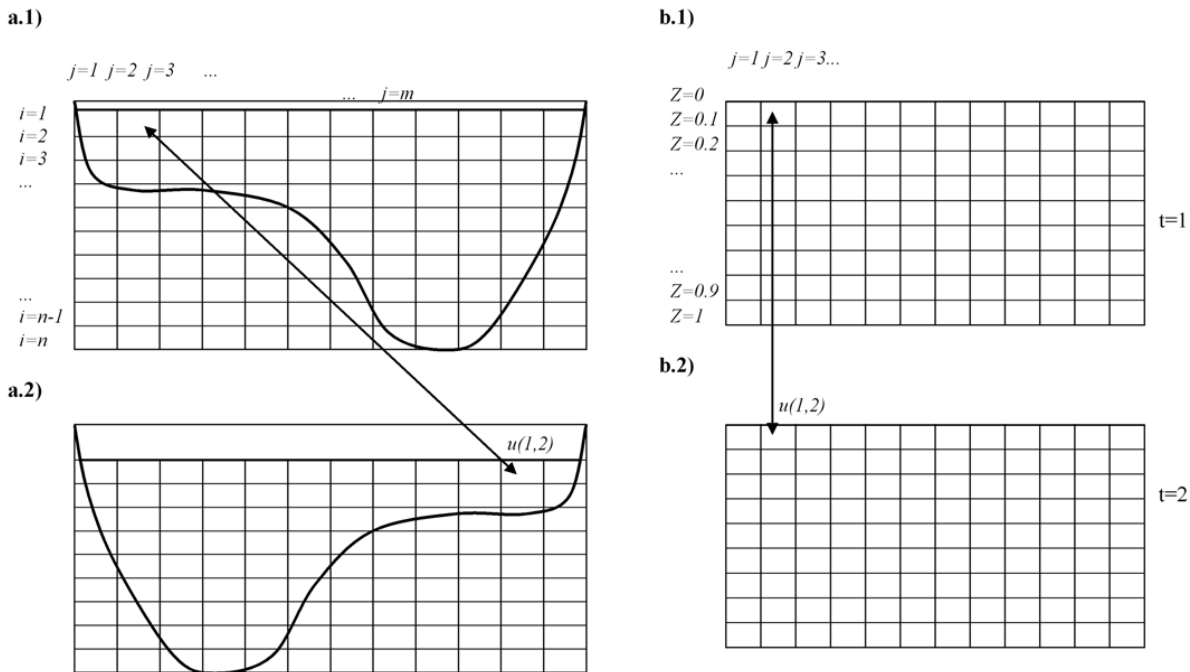 a.1)
j=1 j=2 j=3 ...
... j=m
i=1
i=2
i=3
...
...
i=n-1
i=n
a.2)
u(1,2)
b.1)
j=1 j=2 j=3...
Z=0
Z=0.1
Z=0.2
...
t=1
...
Z=0.9
Z=1
b.2)
u(1,2)
t=2